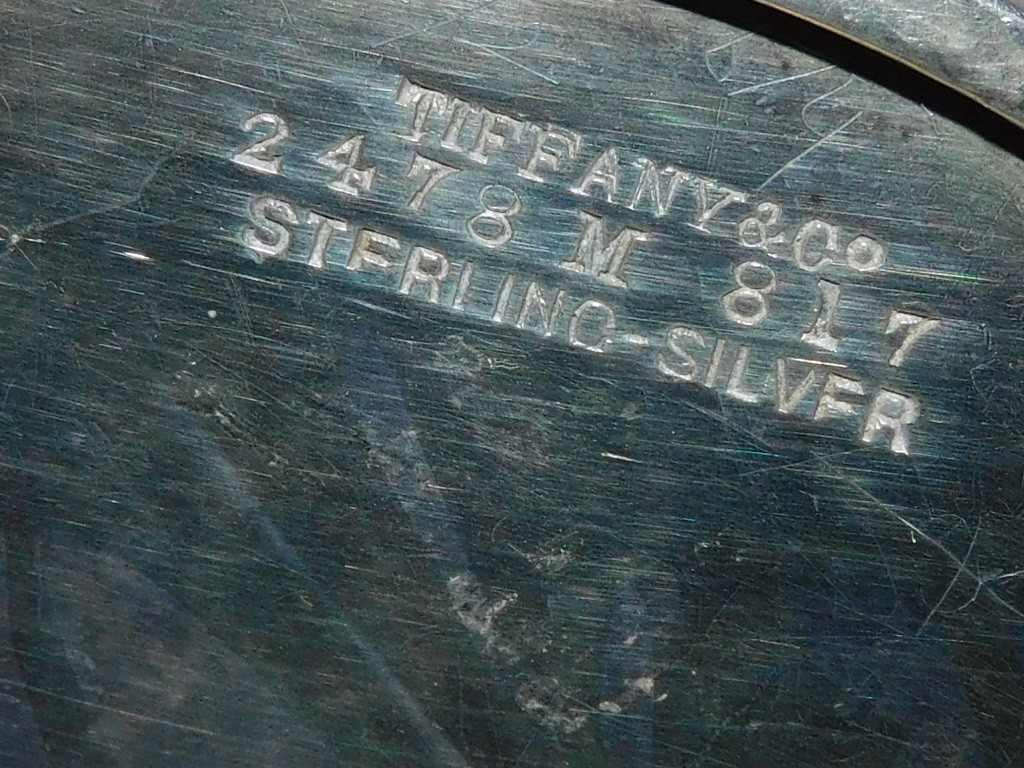 TIFFANY & Co
2478 M 817
STERLING-SILVER